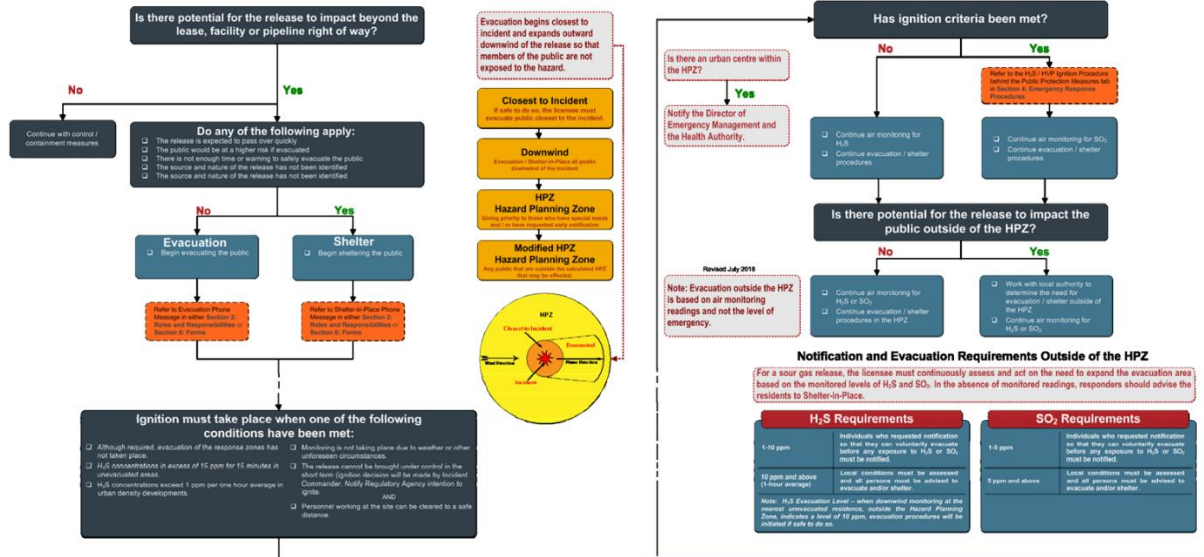 Is there potential for the release to impact beyond the
lease, facility or pipeline right of way?
No
Yes
Continue with control /
containment measures
Do any of the following apply:
The release is expected to pass over quickly
The public would be at a higher risk if evacuated
There is not enough time or warning to safely evacuate the public
The source and nature of the release has not been identified
The source and nature of the release has not been identified
No
Yes
Evacuation
Begin evacuating the public
Shelter
Begin sheltering the public
Refer to Evacuation Phone
Message in either Section 2:
Roles and Responsibilities or
Section 6: Forms
Refer to Shelter-in-Place Phone
Message in either Section 2:
Roles and Responsibilities or
Section 6: Forms
Ignition must take place when one of the following
conditions have been met:
Although required, evacuation of the response zones has
not taken place.
H₂S concentrations in excess of 15 ppm for 15 minutes in
unevacuated areas
H₂S concentrations exceed 1 ppm per one hour average in
urban density developments.
Monitoring is not taking place due to weather or other
unforeseen circumstances.
The release cannot be brought under control in the
short term (ignition decision will be made by Incident
Commander. Notify Regulatory Agency intention to
ignite.
AND
Personnel working at the site can be cleared to a safe
distance.
Evacuation begins closest to
incident and expands outward
downwind of the release so that
members of the public are not
exposed to the hazard.
Closest to Incident
If safe to do so, the licensee must
evacuate public closest to the incident.
Downwind
Evacuation / Shelter-in-Place all public
downwind of the incident
HPZ
Hazard Planning Zone
Giving priority to those who have special needs
and / or have requested early notification
Modified HPZ
Hazard Planning Zone
Any public that are outside the calculated HPZ
that may be affected.
HPZ
Closest to Incident
Downwind
Wind Direction
Plume Direction
Incident
Has ignition criteria been met?
No
Yes
Is there an urban centre within
the HPZ?
Yes
Notify the Director of
Emergency Management and
the Health Authority.
Refer to the H₂S / HVP Ignition Procedure
behind the Public Protection Measures tab
in Section 4: Emergency Response
Procedures
Continue air monitoring for
H₂S
Continue evacuation / shelter
procedures
Continue air monitoring for SO₂
Continue evacuation / shelter
procedures
Is there potential for the release to impact the
public outside of the HPZ?
No
Yes
Revised July 2018
Note: Evacuation outside the HPZ
is based on air monitoring
readings and not the level of
emergency.
Continue air monitoring for
H₂S or SO₂
Continue evacuation / shelter
procedures in the HPZ
Work with local authority to
determine the need for
evacuation / shelter outside of
the HPZ
Continue air monitoring for
H₂S or SO₂
Notification and Evacuation Requirements Outside of the HPZ
For a sour gas release, the licensee must continuously assess and act on the need to expand the evacuation area
based on the monitored levels of H₂S and SO₂. In the absence of monitored readings, responders should advise the
residents to Shelter-in-Place.
H₂S Requirements
1-10 ppm
Individuals who requested notification
so that they can voluntarily evacuate
before any exposure to H₂S or SO₂
must be notified.
10 ppm and above
(1-hour average)
Local conditions must be assessed
and all persons must be advised to
evacuate and/or shelter.
Note: H₂S Evacuation Level – when downwind monitoring at the
nearest unevacuated residence, outside the Hazard Planning
Zone, indicates a level of 10 ppm, evacuation procedures will be
initiated if safe to do so.
SO₂ Requirements
1-5 ppm
Individuals who requested notification
so that they can voluntarily evacuate
before any exposure to H₂S or SO₂
must be notified.
5 ppm and above
Local conditions must be assessed
and all persons must be advised to
evacuate and/or shelter.